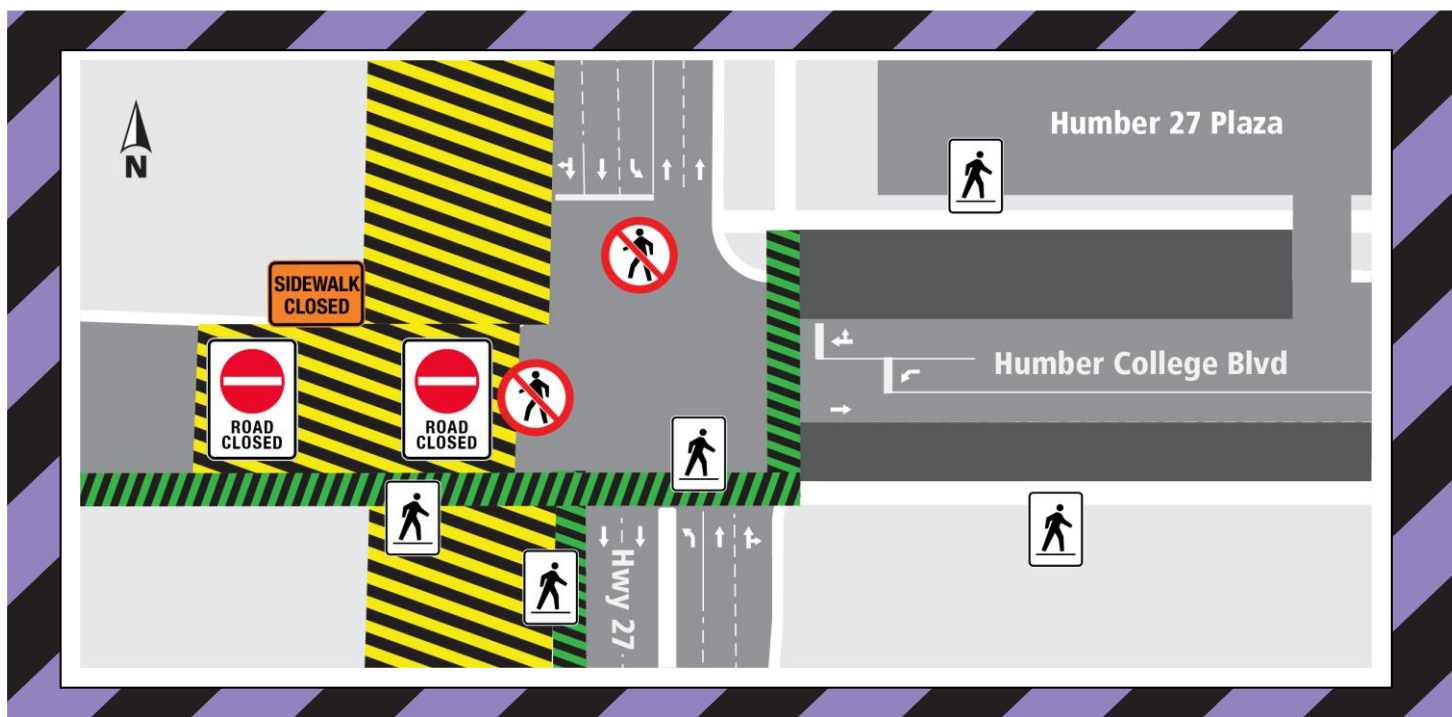 N
Humber 27 Plaza
SIDEWALK
CLOSED
ROAD
CLOSED
ROAD
CLOSED
Humber College Blvd
Hwy 27